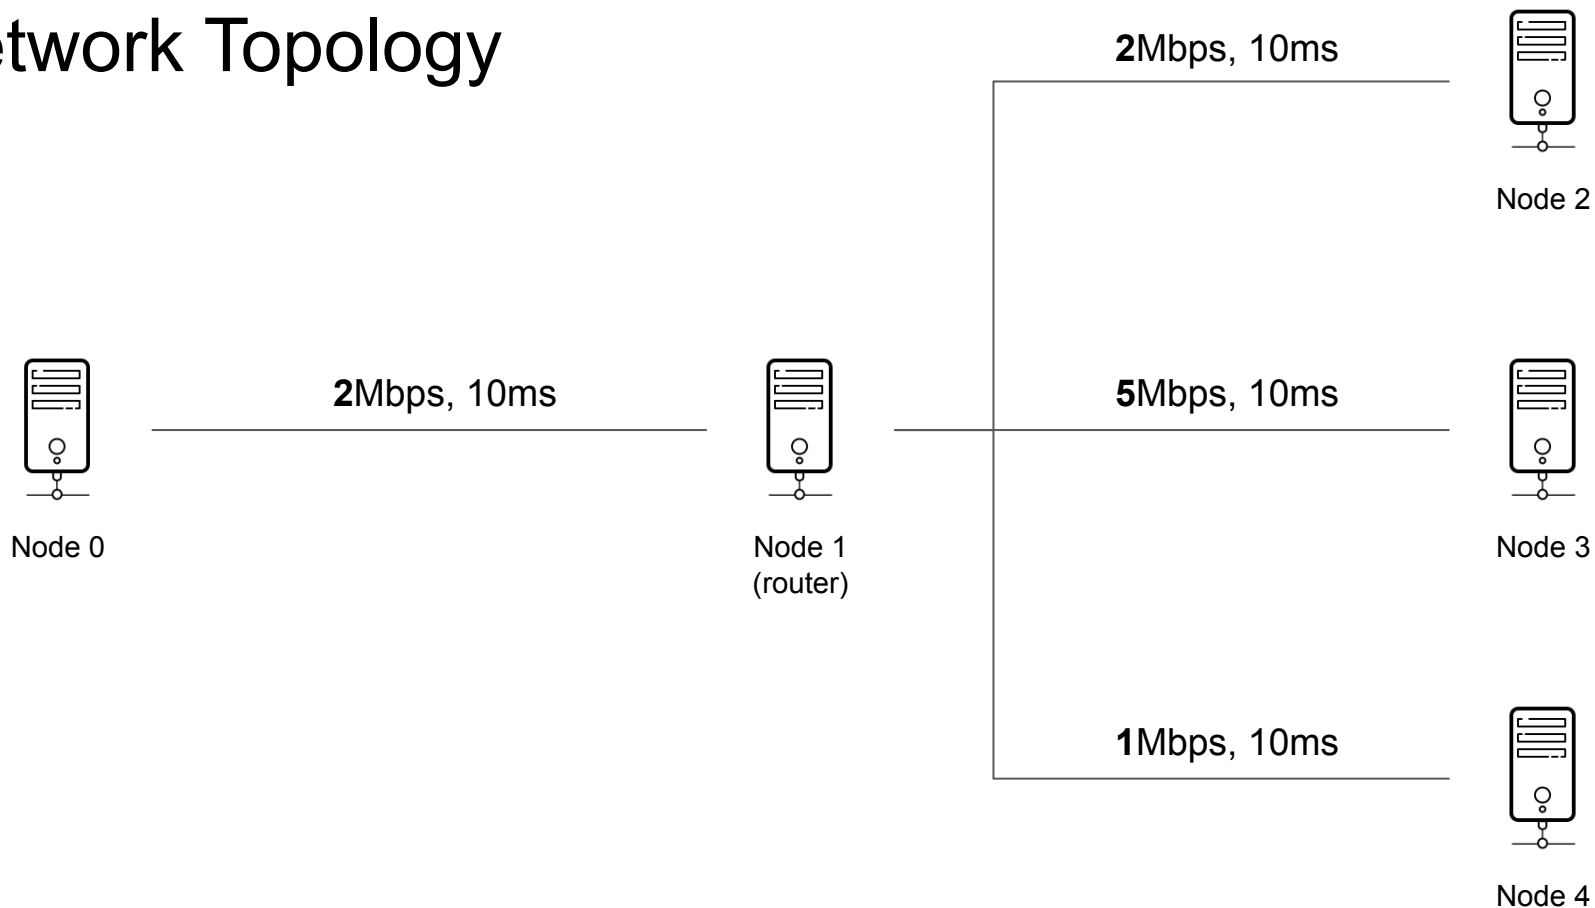 twork Topology
2Mbps, 10ms
Node 2
2Mbps, 10ms
5Mbps, 10ms
Node 0
Node 1
(router)
Node 3
1Mbps, 10ms
Node 4